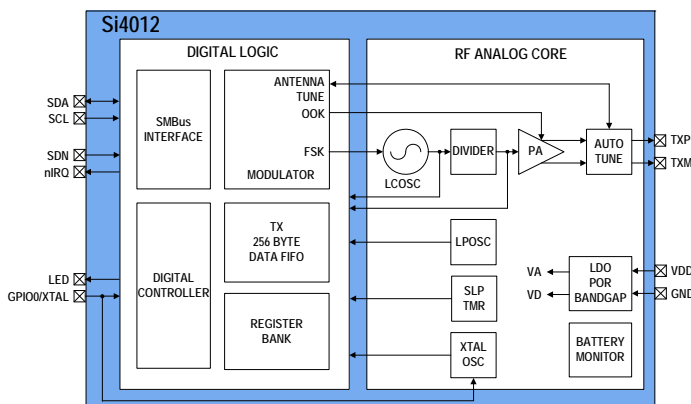 Si4012
DIGITAL LOGIC
RF ANALOG CORE
SDA
SCL
SDN
nIRQ
LED
GPIO0/XTAL
SMBus
INTERFACE
DIGITAL
CONTROLLER
ANTENNA
TUNE
OOK
FSK
MODULATOR
TX
256 BYTE
DATA FIFO
REGISTER
BANK
LCOSC
DIVIDER
PA
AUTO
TUNE
TXP
TXM
LPOSC
SLP
TMR
XTAL
OSC
VA
VD
LDO
POR
BANDGAP
VDD
GND
BATTERY
MONITOR